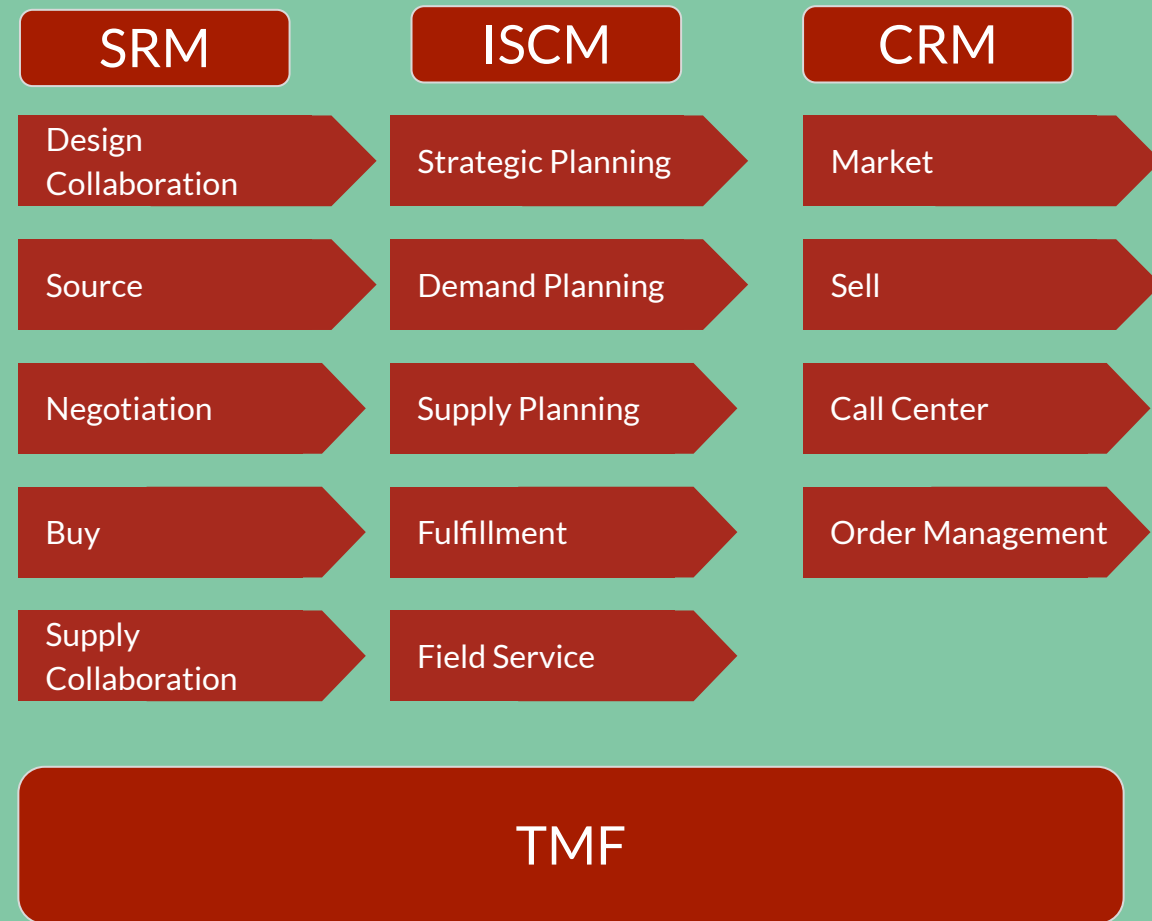 SRM
Design
Collaboration
Source
Negotiation
Buy
Supply
Collaboration
ISCM
Strategic Planning
Demand Planning
Supply Planning
Fulfillment
Field Service
CRM
Market
Sell
Call Center
Order Management
TMF